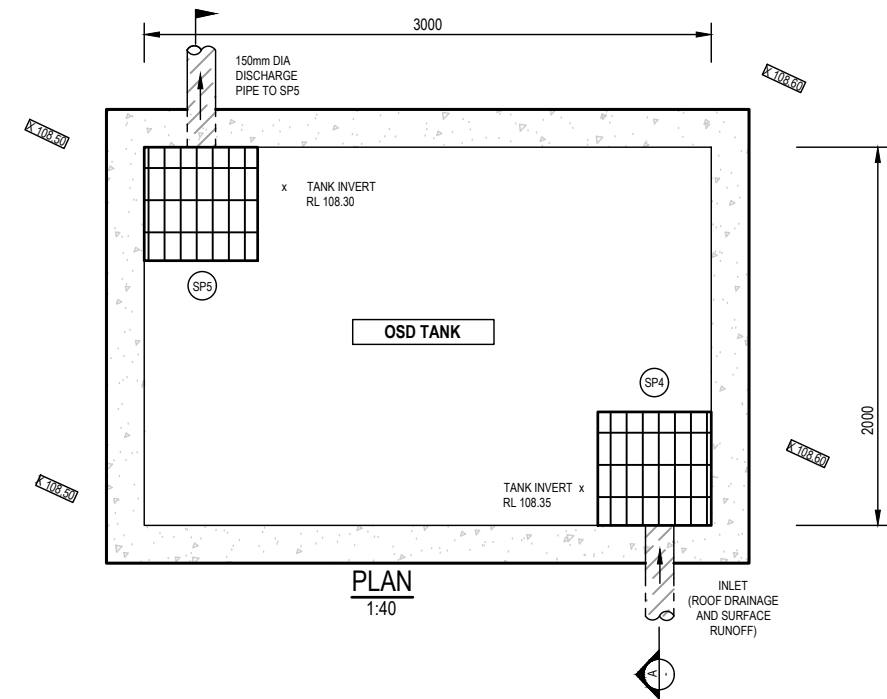 3000
150mm DIA
DISCHARGE
PIPE TO SP5
X 108.60
X 108.50
x TANK INVERT
RL 108.30
SP5
OSD TANK
SP4
2000
X 108.60
X 108.50
TANK INVERT x
RL 108.35
PLAN
1:40
INLET
(ROOF DRAINAGE
AND SURFACE
RUNOFF)
A
-